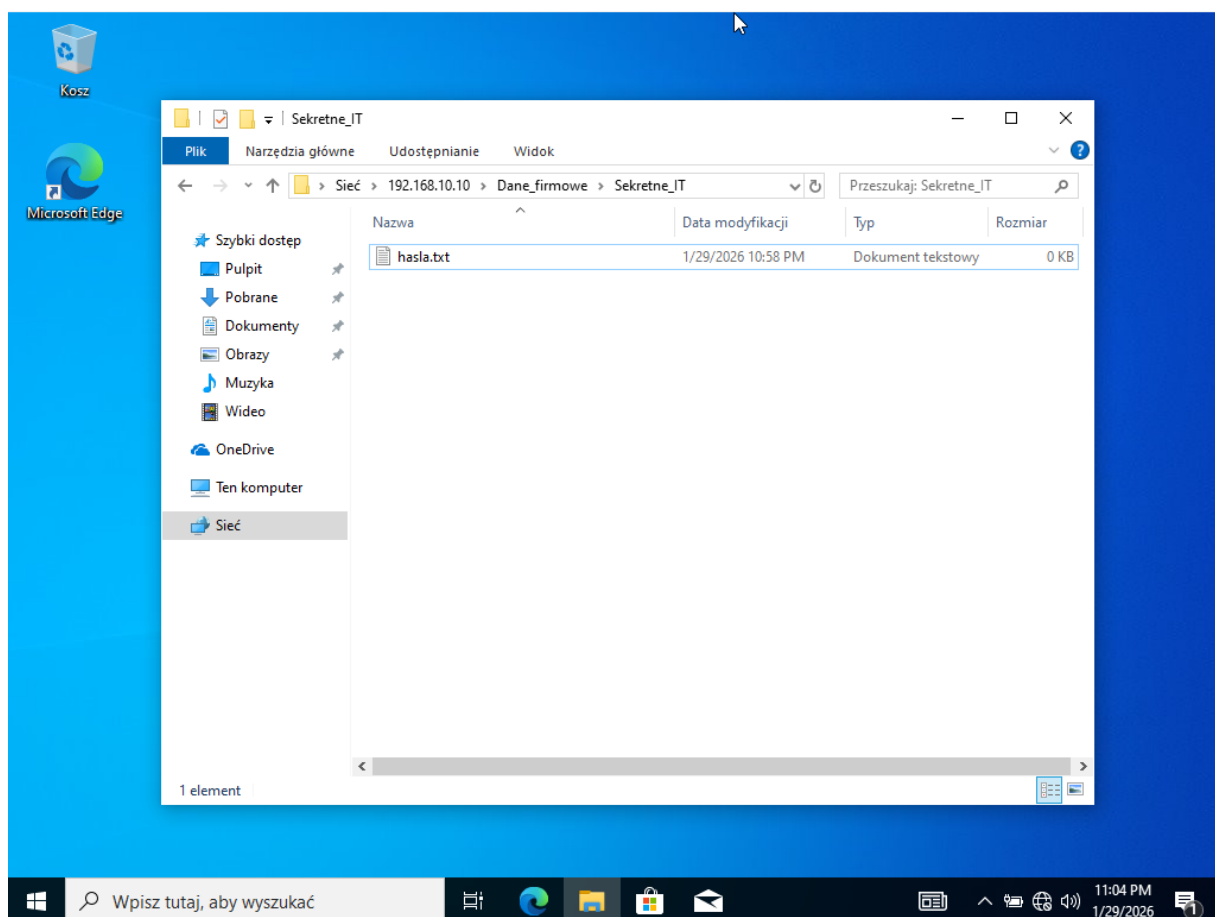 Kosz
Microsoft Edge
Sekretne_IT
Plik Narzędzia główne Udostępnianie Widok
Sieć > 192.168.10.10 > Dane_firmowe > Sekretne_IT
Przeszukaj: Sekretne_IT
Nazwa Data modyfikacji Typ Rozmiar
hasla.txt 1/29/2026 10:58 PM Dokument tekstowy 0 KB
Szybki dostęp
Pulpit
Pobrane
Dokumenty
Obrazy
Muzyka
Wideo
OneDrive
Ten komputer
Sieć
1 element
Wpisz tutaj, aby wyszukać
11:04 PM
1/29/2026
1